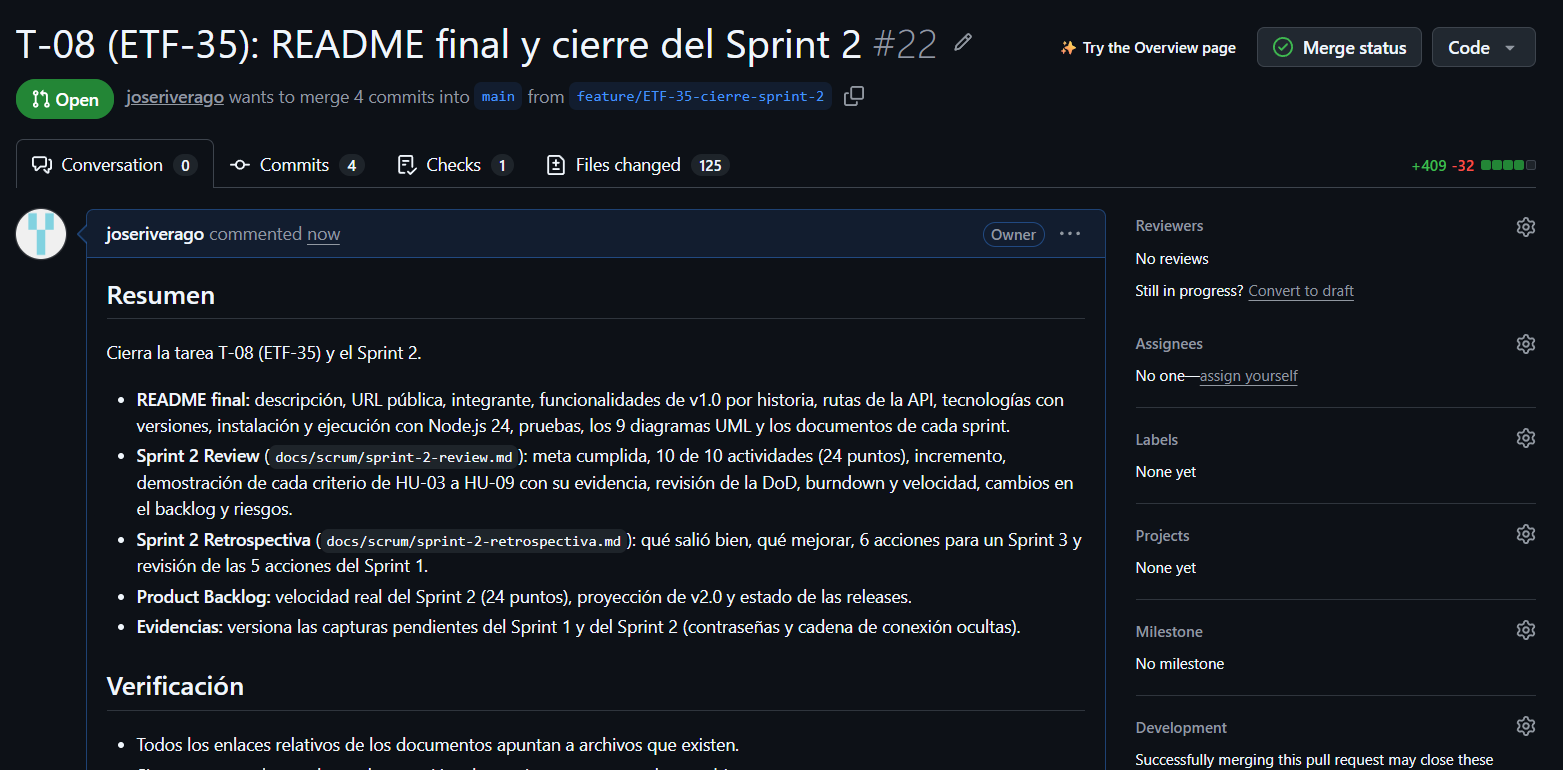 T-08 (ETF-35): README final y cierre del Sprint 2 #22
Try the Overview page
Merge status
Code
Open
joseriverago wants to merge 4 commits into main from feature/ETF-35-cierre-sprint-2
Conversation 0
Commits 4
Checks 1
Files changed 125
+409 -32
joseriverago commented now
Owner
Resumen
Cierra la tarea T-08 (ETF-35) y el Sprint 2.
README final: descripción, URL pública, integrante, funcionalidades de v1.0 por historia, rutas de la API, tecnologías con
versiones, instalación y ejecución con Node.js 24, pruebas, los 9 diagramas UML y los documentos de cada sprint.
Sprint 2 Review (docs/scrum/sprint-2-review.md): meta cumplida, 10 de 10 actividades (24 puntos), incremento,
demostración de cada criterio de HU-03 a HU-09 con su evidencia, revisión de la DoD, burndown y velocidad, cambios en
el backlog y riesgos.
Sprint 2 Retrospectiva (docs/scrum/sprint-2-retrospectiva.md): qué salió bien, qué mejorar, 6 acciones para un Sprint 3 y
revisión de las 5 acciones del Sprint 1.
Product Backlog: velocidad real del Sprint 2 (24 puntos), proyección de v2.0 y estado de las releases.
Evidencias: versiona las capturas pendientes del Sprint 1 y del Sprint 2 (contraseñas y cadena de conexión ocultas).
Verificación
Todos los enlaces relativos de los documentos apuntan a archivos que existen.
Reviewers
No reviews
Still in progress? Convert to draft
Assignees
No one—assign yourself
Labels
None yet
Projects
None yet
Milestone
No milestone
Development
Successfully merging this pull request may close these